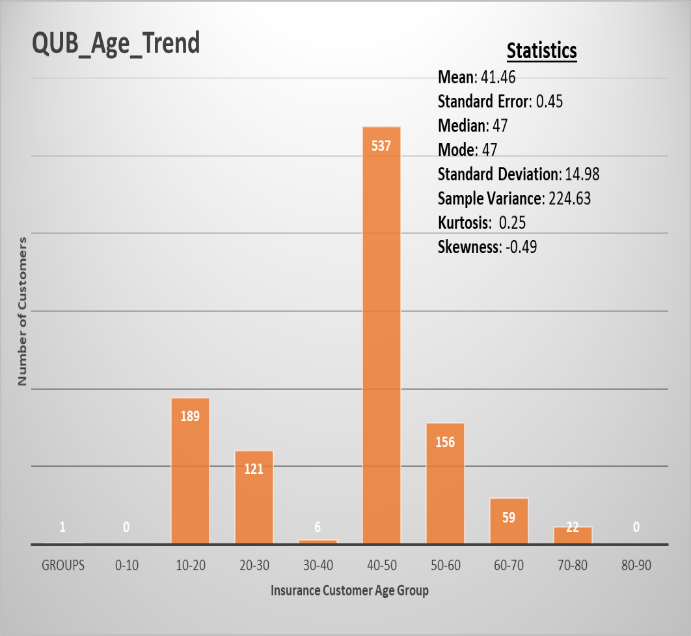 QUB_Age_Trend
Statistics
Mean: 41.46
Standard Error: 0.45
Median: 47
Mode: 47
Standard Deviation: 14.98
Sample Variance: 224.63
Kurtosis: 0.25
Skewness: -0.49
Number of Customers
1 0 189 121 6 537 156 59 22 0
GROUPS 0-10 10-20 20-30 30-40 40-50 50-60 60-70 70-80 80-90
Insurance Customer Age Group